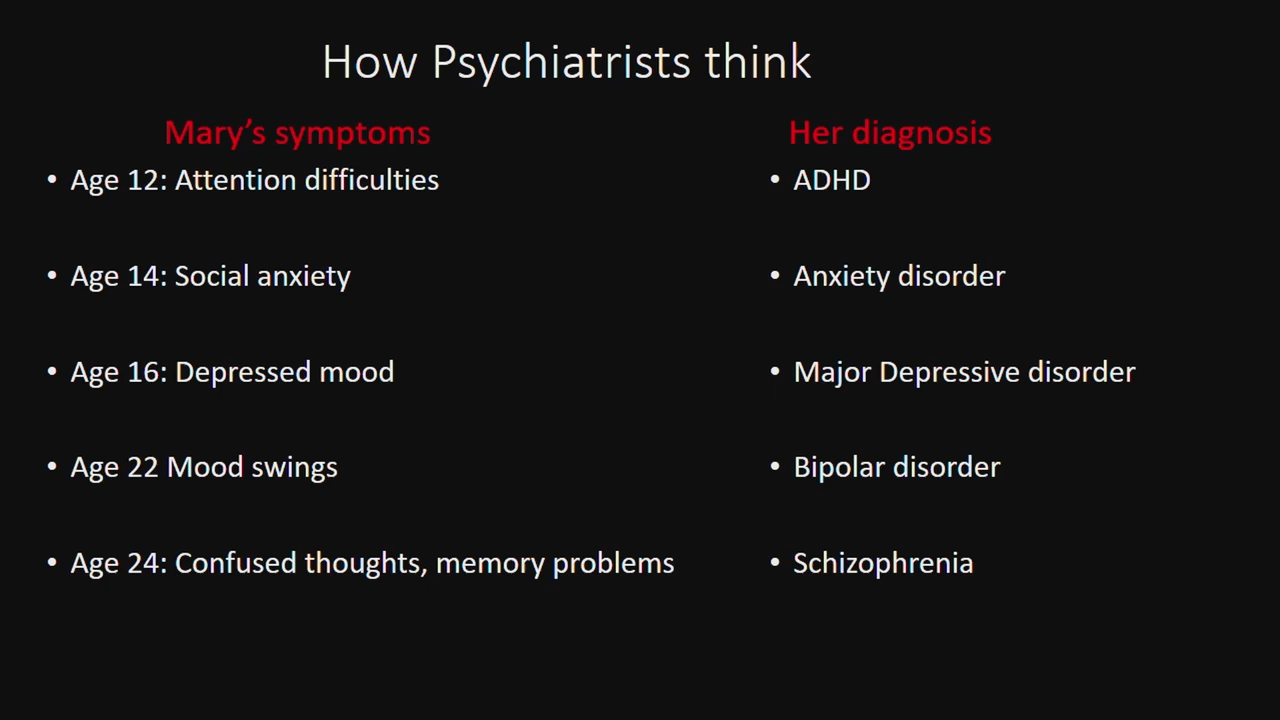 How Psychiatrists think
Mary’s symptoms
• Age 12: Attention difficulties
• Age 14: Social anxiety
• Age 16: Depressed mood
• Age 22 Mood swings
• Age 24: Confused thoughts, memory problems
Her diagnosis
• ADHD
• Anxiety disorder
• Major Depressive disorder
• Bipolar disorder
• Schizophrenia